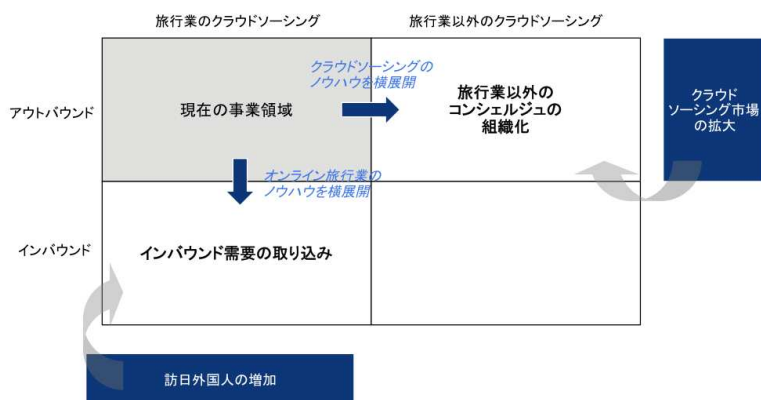 旅行業のクラウドソーシング
旅行業以外のクラウドソーシング
アウトバウンド
現在の事業領域
クラウドソーシングの
ノウハウを横展開
旅行業以外の
コンシェルジュの
組織化
クラウド
ソーシング市場
の拡大
オンライン旅行業の
ノウハウを横展開
インバウンド
インバウンド需要の取り込み
訪日外国人の増加